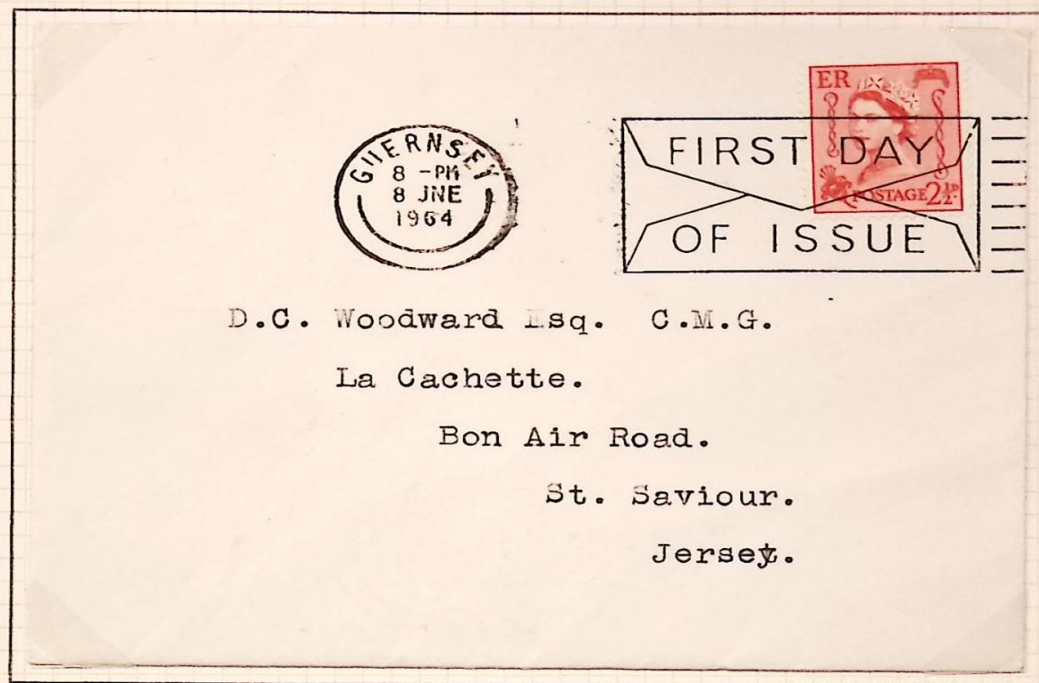 ER
POSTAGE 2½D
GUERNSEY
8 -PM
8 JNE
1964
FIRST DAY
OF ISSUE
D.C. Woodward Esq. C.M.G.
La Cachette.
Bon Air Road.
St. Saviour.
Jersey.